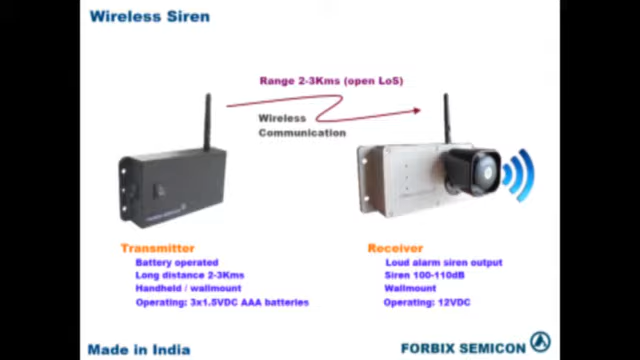 Wireless Siren
Range 2-3Kms (open LoS)
Wireless
Communication
Transmitter
Battery operated
Long distance 2-3Kms
Handheld / wallmount
Operating: 3x1.5VDC AAA batteries
Receiver
Loud alarm siren output
Siren 100-110dB
Wallmount
Operating: 12VDC
Made in India
FORBIX SEMICON